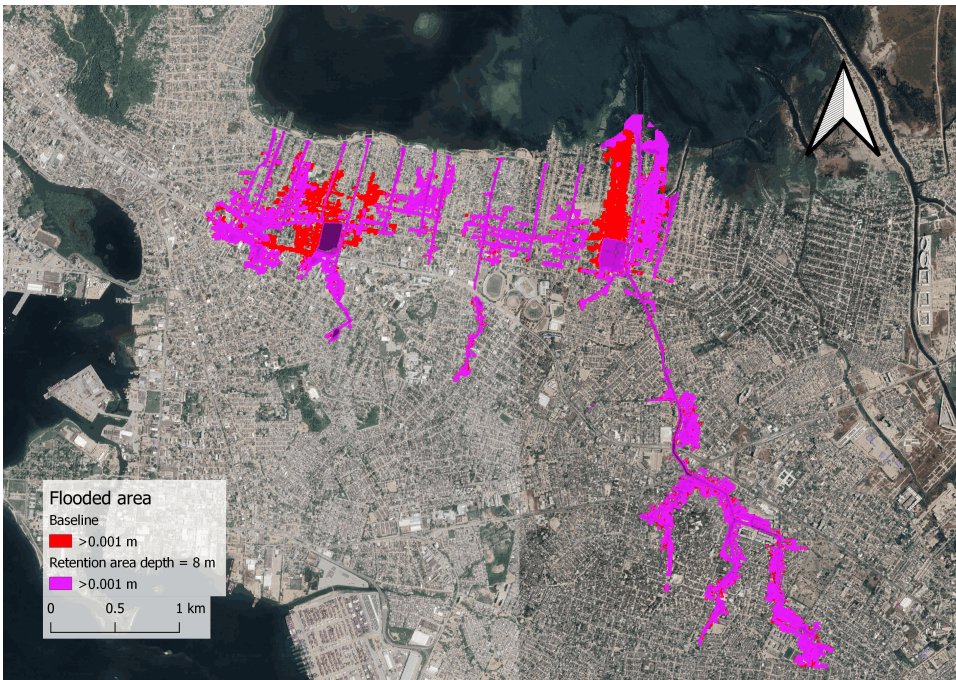 Flooded area
Baseline
>0.001 m
Retention area depth = 8 m
>0.001 m
0 0.5 1 km